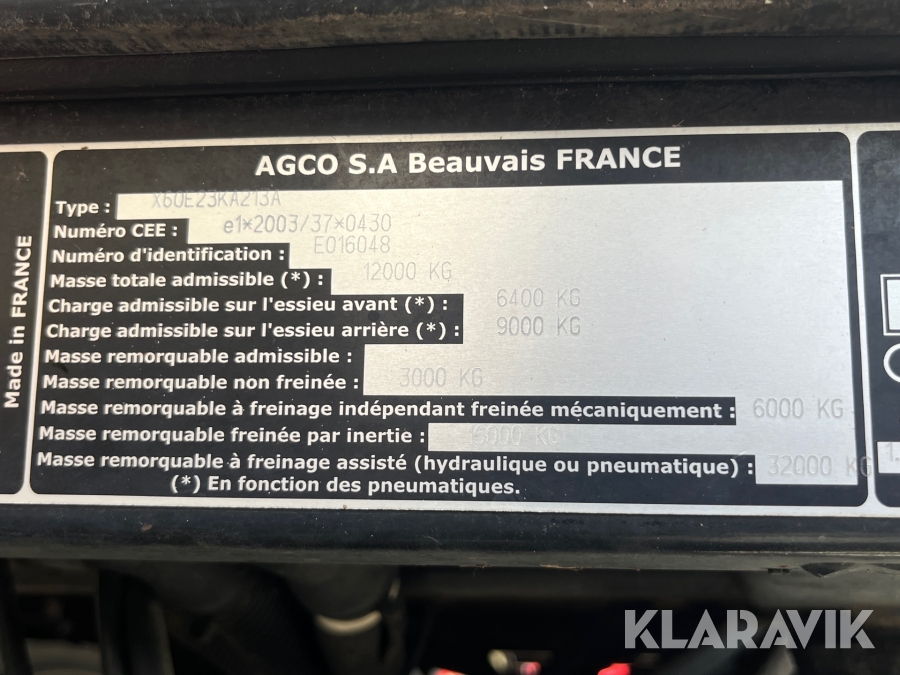 AGCO S.A Beauvais FRANCE
Made in FRANCE
Type : X60E23KA213A
Numéro CEE : e1*2003/37*0430
Numéro d'identification : E016048
Masse totale admissible (*) : 12000 KG
Charge admissible sur l'essieu avant (*) : 6400 KG
Charge admissible sur l'essieu arrière (*) : 9000 KG
Masse remorquable admissible :
Masse remorquable non freinée : 3000 KG
Masse remorquable à freinage indépendant freinée mécaniquement : 6000 KG
Masse remorquable freinée par inertie : 16000 KG
Masse remorquable à freinage assisté (hydraulique ou pneumatique) : 32000 KG
(*) En fonction des pneumatiques.
KLARAVIK